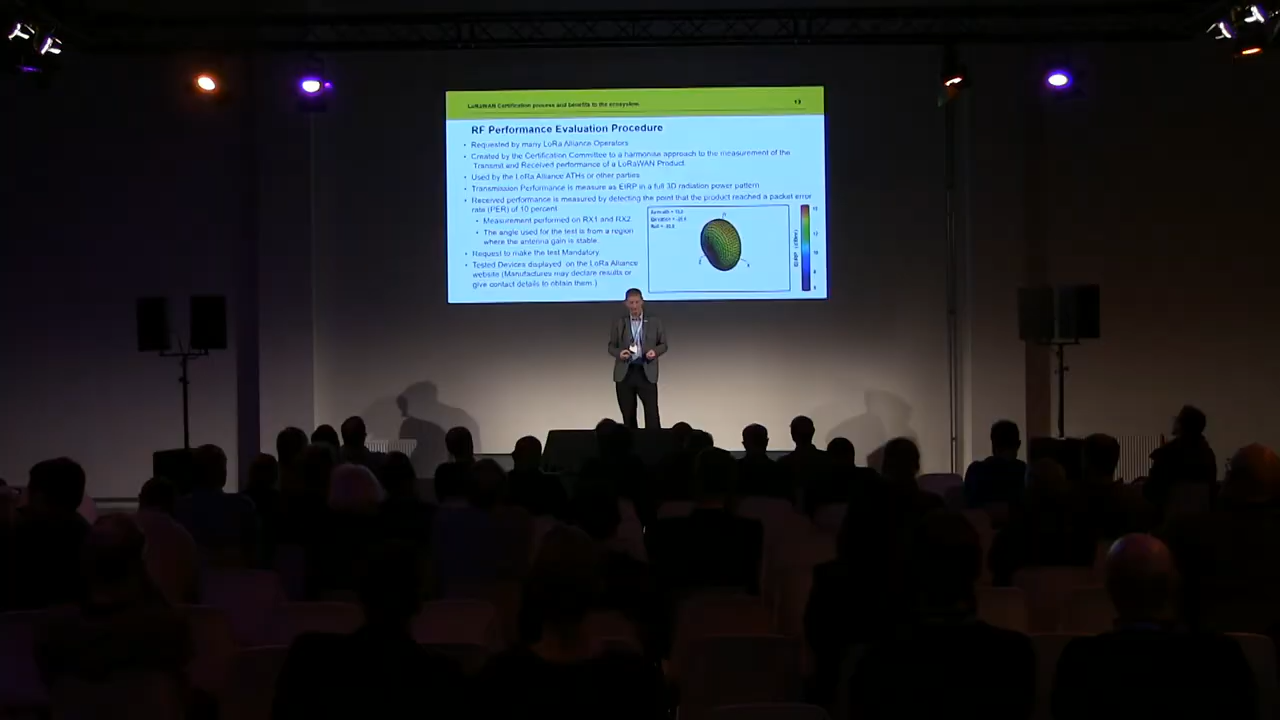 LoRaWAN Certification process and benefits to the ecosystem.
13
RF Performance Evaluation Procedure
• Requested by many LoRa Alliance Operators
• Created by the Certification Committee to a harmonise approach to the measurement of the
Transmit and Received performance of a LoRaWAN Product
• Used by the LoRa Alliance ATHs or other parties
• Transmission Performance is measure as EIRP in a full 3D radiation power pattern
• Received performance is measured by detecting the point that the product reached a packet error
rate (PER) of 10 percent
• Measurement performed on RX1 and RX2
• The angle used for the test is from a region
where the antenna gain is stable
• Request to make the test Mandatory
• Tested Devices displayed on the LoRa Alliance
website (Manufactures may declare results or
give contact details to obtain them.)